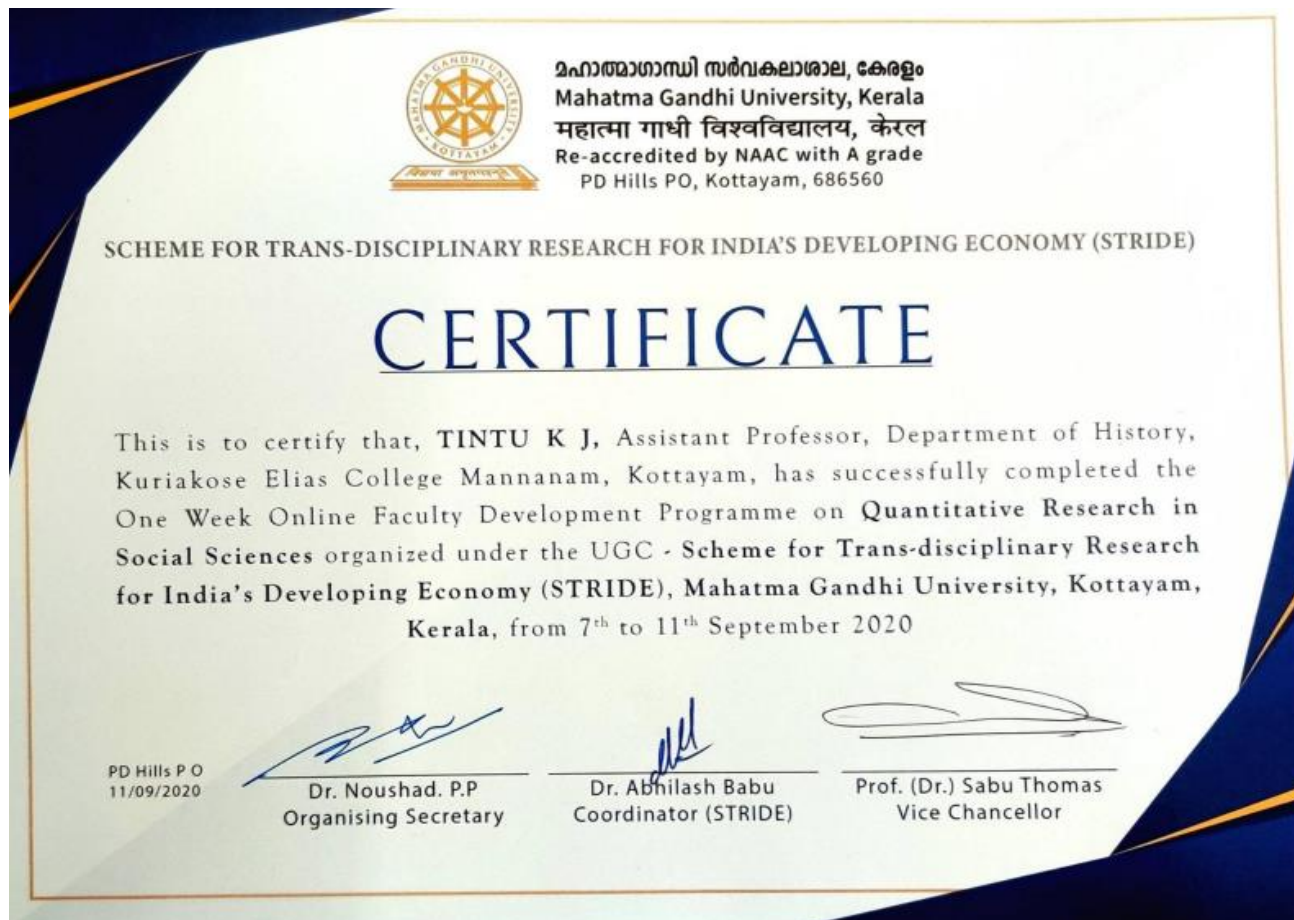 MAHATMA GANDHI UNIVERSITY
KOTTAYAM
മഹാത്മാഗാന്ധി സർവകലാശാല, കേരളം
Mahatma Gandhi University, Kerala
महात्मा गाधी विश्वविद्यालय, केरल
Re-accredited by NAAC with A grade
PD Hills PO, Kottayam, 686560
SCHEME FOR TRANS-DISCIPLINARY RESEARCH FOR INDIA'S DEVELOPING ECONOMY (STRIDE)
CERTIFICATE
This is to certify that, TINTU K J, Assistant Professor, Department of History,
Kuriakose Elias College Mannanam, Kottayam, has successfully completed the
One Week Online Faculty Development Programme on Quantitative Research in
Social Sciences organized under the UGC - Scheme for Trans-disciplinary Research
for India's Developing Economy (STRIDE), Mahatma Gandhi University, Kottayam,
Kerala, from 7th to 11th September 2020
PD Hills P O
11/09/2020
Dr. Noushad. P.P
Organising Secretary
Dr. Abhilash Babu
Coordinator (STRIDE)
Prof. (Dr.) Sabu Thomas
Vice Chancellor